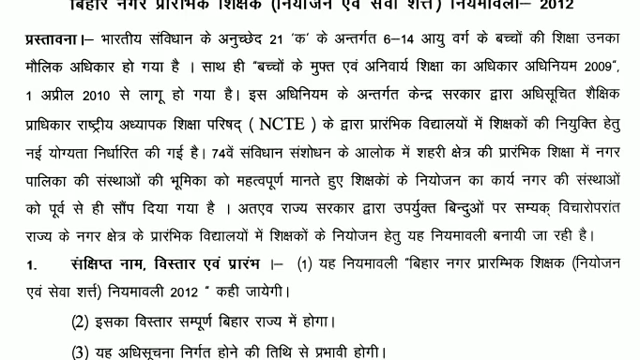 बिहार नगर प्रारंभिक शिक्षक (नियोजन एवं सेवा शर्त्त) नियमावली– 2012
प्रस्तावना।– भारतीय संविधान के अनुच्छेद 21 'क' के अन्तर्गत 6–14 आयु वर्ग के बच्चों की शिक्षा उनका
मौलिक अधिकार हो गया है । साथ ही "बच्चों के मुफ्त एवं अनिवार्य शिक्षा का अधिकार अधिनियम 2009",
1 अप्रील 2010 से लागू हो गया है। इस अधिनियम के अन्तर्गत केन्द्र सरकार द्वारा अधिसूचित शैक्षिक
प्राधिकार राष्ट्रीय अध्यापक शिक्षा परिषद् ( NCTE ) के द्वारा प्रारंभिक विद्यालयों में शिक्षकों की नियुक्ति हेतु
नई योग्यता निर्धारित की गई है। 74वें संविधान संशोधन के आलोक में शहरी क्षेत्र की प्रारंभिक शिक्षा में नगर
पालिका की संस्थाओं की भूमिका को महत्वपूर्ण मानते हुए शिक्षकेां के नियोजन का कार्य नगर की संस्थाओं
को पूर्व से ही सौंप दिया गया है । अतएव राज्य सरकार द्वारा उपर्युक्त बिन्दुओं पर सम्यक् विचारोपरांत
राज्य के नगर क्षेत्र के प्रारंभिक विद्यालयों में शिक्षकों के नियोजन हेतु यह नियमावली बनायी जा रही है।
1. संक्षिप्त नाम, विस्तार एवं प्रारंभ ।– (1) यह नियमावली "बिहार नगर प्रारम्भिक शिक्षक (नियोजन
एवं सेवा शर्त्त) नियमावली 2012 " कही जायेगी।
(2) इसका विस्तार सम्पूर्ण बिहार राज्य में होगा।
(3) यह अधिसूचना निर्गत होने की तिथि से प्रभावी होगी।